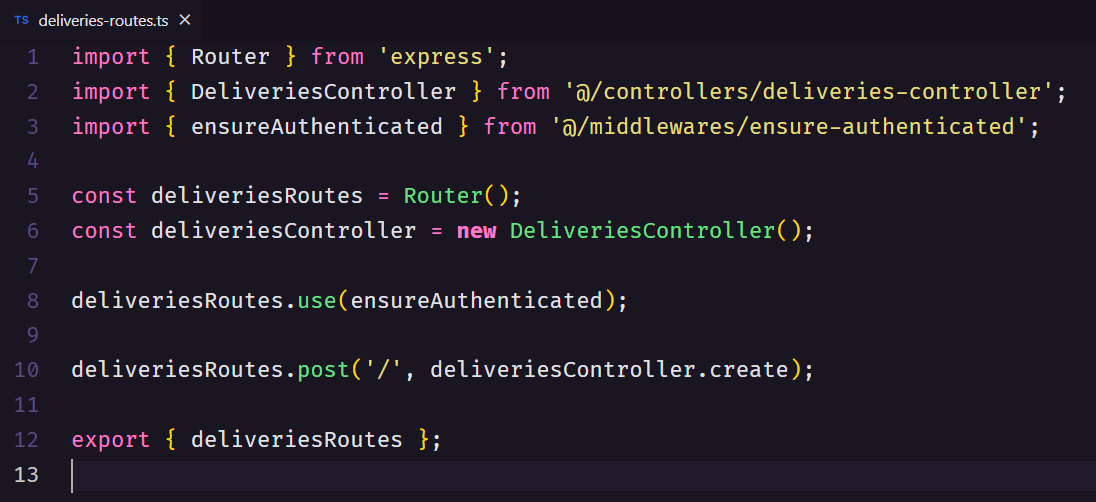 TS deliveries-routes.ts ×
1 import { Router } from 'express';
2 import { DeliveriesController } from '@/controllers/deliveries-controller';
3 import { ensureAuthenticated } from '@/middlewares/ensure-authenticated';
4
5 const deliveriesRoutes = Router();
6 const deliveriesController = new DeliveriesController();
7
8 deliveriesRoutes.use(ensureAuthenticated);
9
10 deliveriesRoutes.post('/', deliveriesController.create);
11
12 export { deliveriesRoutes };
13